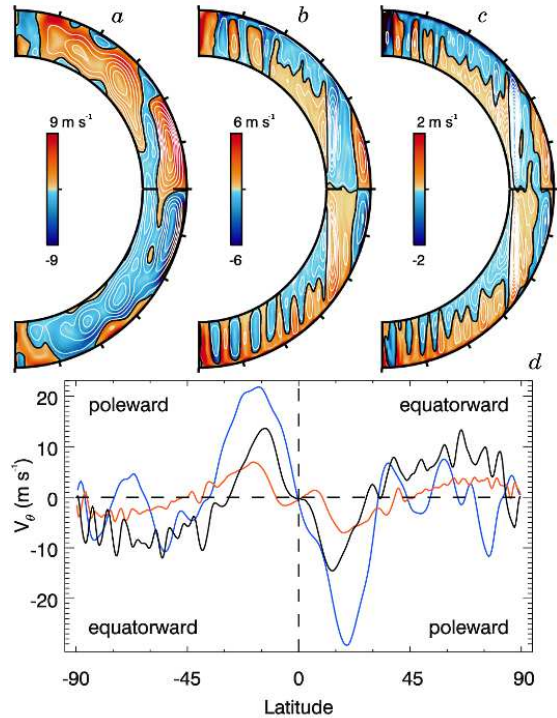 a b c
9 m s⁻¹ 6 m s⁻¹ 2 m s⁻¹
-9 -6 -2
d
20 poleward equatorward
10
V_θ (m s⁻¹) 0
-10
-20 equatorward poleward
-90 -45 0 45 90
Latitude